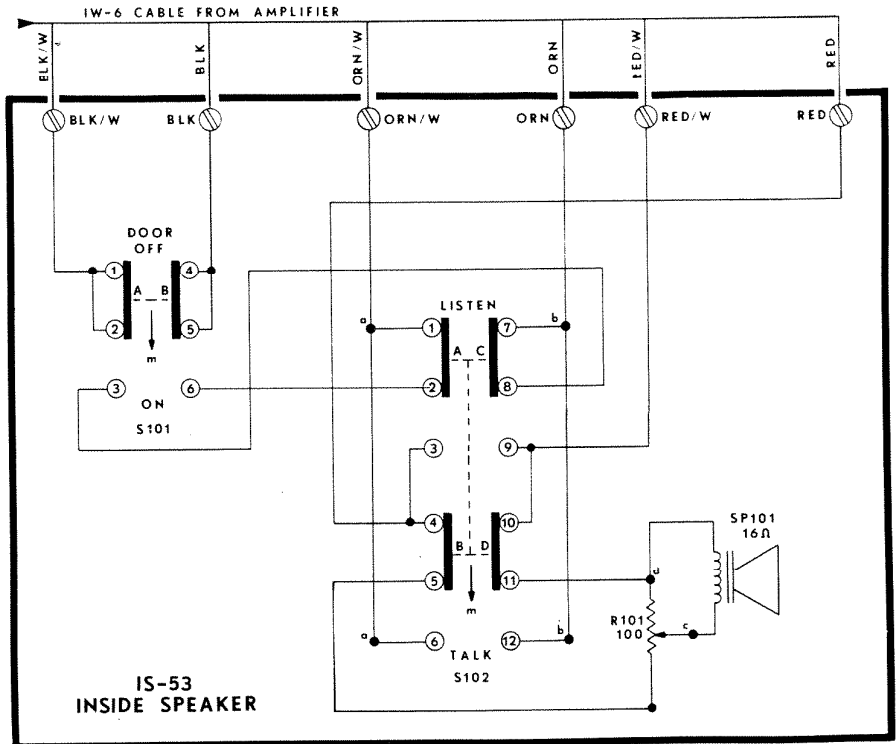 IW-6 CABLE FROM AMPLIFIER
BLK/W
BLK
ORN/W
ORN
RED/W
RED
BLK/W
BLK
ORN/W
ORN
RED/W
RED
DOOR
OFF
1
4
A
B
2
5
m
3
6
ON
S101
LISTEN
a
1
7
b
A
C
2
8
3
9
4
10
B
D
5
11
m
a
6
12
b
TALK
S102
SP101
16Ω
d
R101
100
c
IS-53
INSIDE SPEAKER